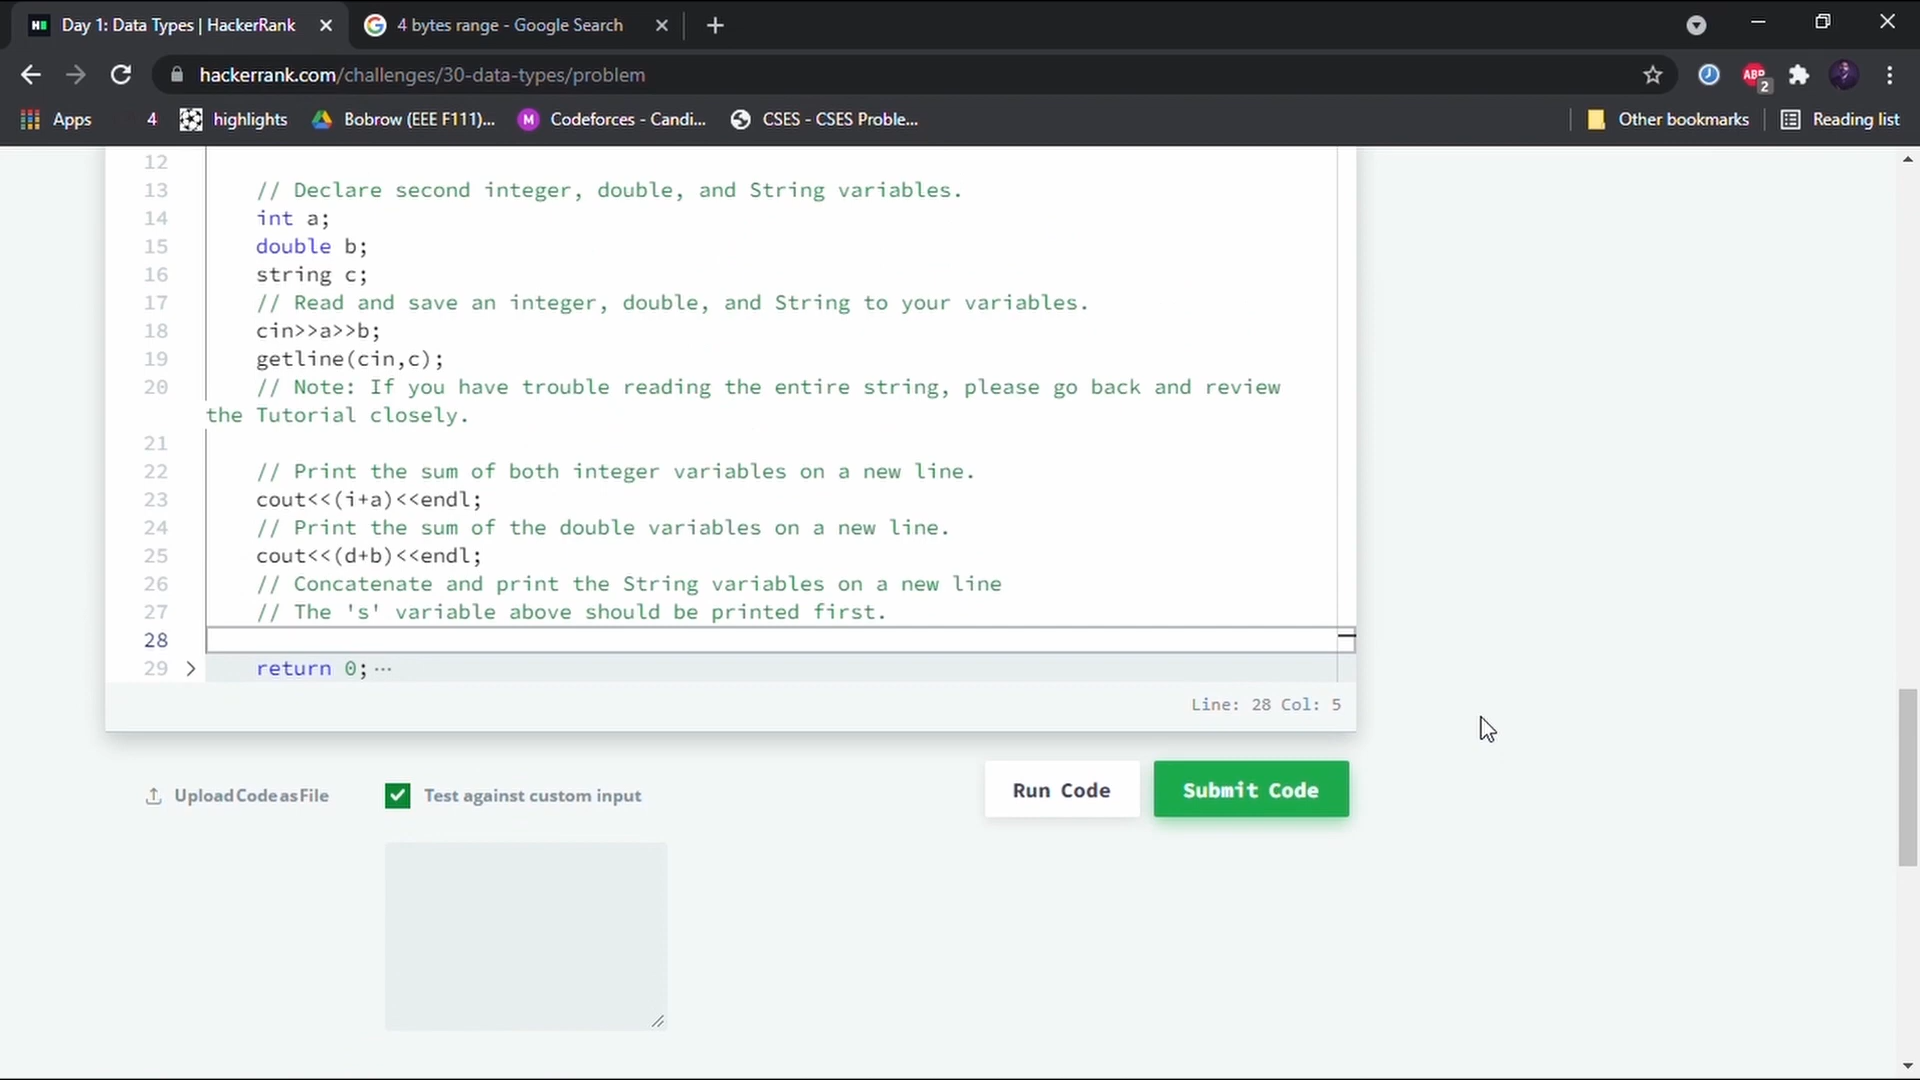 Day 1: Data Types | HackerRank
4 bytes range - Google Search
hackerrank.com/challenges/30-data-types/problem
ABP 2
Apps
4
highlights
Bobrow (EEE F111)...
M Codeforces - Candi...
CSES - CSES Proble...
Other bookmarks
Reading list
12
13 // Declare second integer, double, and String variables.
14 int a;
15 double b;
16 string c;
17 // Read and save an integer, double, and String to your variables.
18 cin>>a>>b;
19 getline(cin,c);
20 // Note: If you have trouble reading the entire string, please go back and review
the Tutorial closely.
21
22 // Print the sum of both integer variables on a new line.
23 cout<<(i+a)<<endl;
24 // Print the sum of the double variables on a new line.
25 cout<<(d+b)<<endl;
26 // Concatenate and print the String variables on a new line
27 // The 's' variable above should be printed first.
28
29 return 0; ...
Line: 28 Col: 5
Upload Code as File
Test against custom input
Run Code
Submit Code